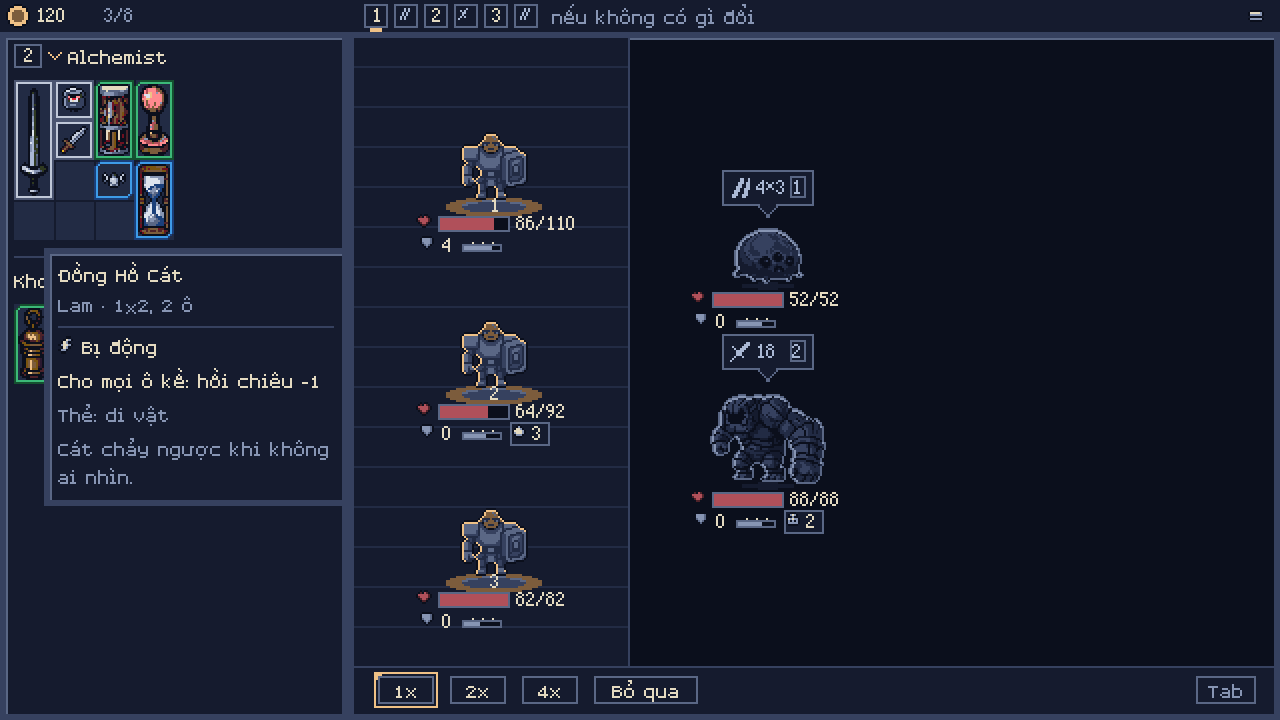 120 3/8
1 2 3 nếu không có gì đổi
2 Alchemist
Đồng Hồ Cát
Lam · 1x2, 2 ô
Bị động
Cho mọi ô kề: hồi chiêu -1
Thẻ: di vật
Cát chảy ngược khi không
ai nhìn.
Kho
1
86/110
4
2
64/92
0 3
3
82/82
0
4×3 1
52/52
0
18 2
88/88
0 2
1x 2x 4x Bỏ qua Tab